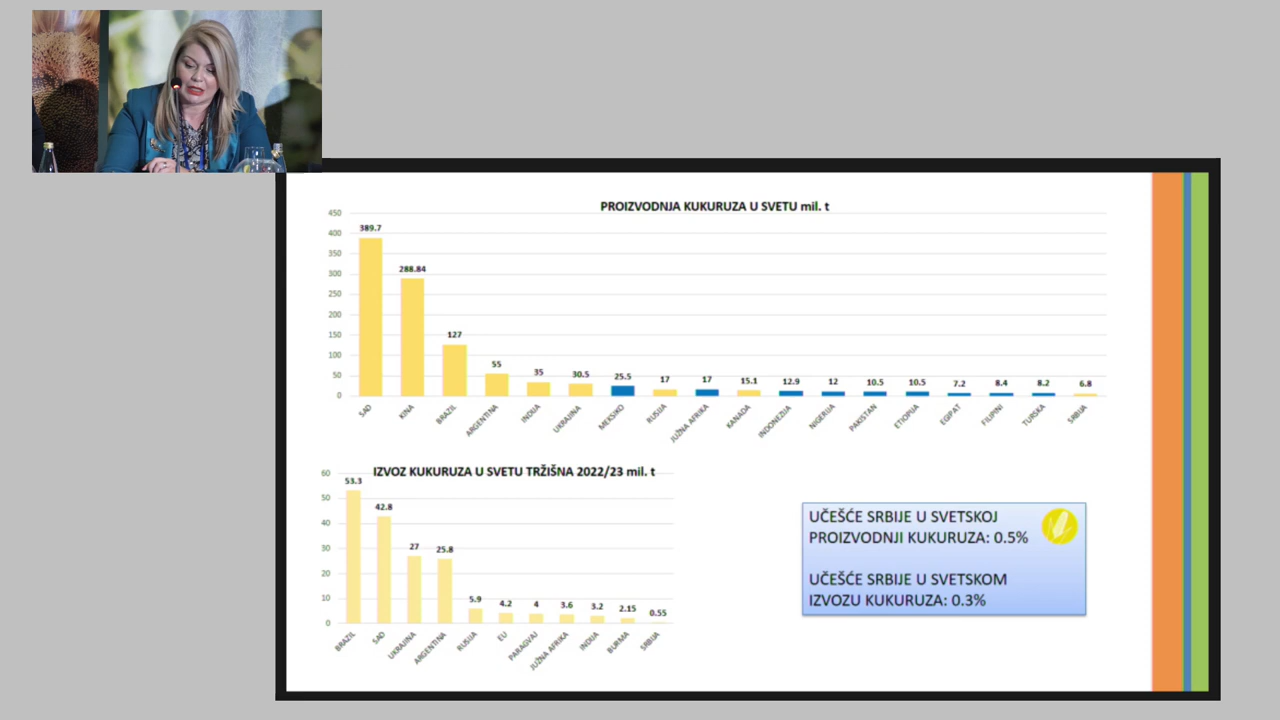 PROIZVODNJA KUKURUZA U SVETU mil. t
450
400
350
300
250
200
150
100
50
0
389.7
288.84
127
55
35
30.5
25.5
17
17
15.1
12.9
12
10.5
10.5
7.2
8.4
8.2
6.8
SAD
KINA
BRAZIL
ARGENTINA
INDIJA
UKRAJINA
MEKSIKO
RUSIJA
JUŽNA AFRIKA
KANADA
INDONEZIJA
NIGERIJA
PAKISTAN
ETIOPIJA
EGIPAT
FILIPINI
TURSKA
SRBIJA
IZVOZ KUKURUZA U SVETU TRŽIŠNA 2022/23 mil. t
60
50
40
30
20
10
0
53.3
42.8
27
25.8
5.9
4.2
4
3.6
3.2
2.15
0.55
BRAZIL
SAD
UKRAJINA
ARGENTINA
RUSIJA
EU
PARAGVAJ
JUŽNA AFRIKA
INDIJA
BURMA
SRBIJA
UČEŠĆE SRBIJE U SVETSKOJ
PROIZVODNJI KUKURUZA: 0.5%
UČEŠĆE SRBIJE U SVETSKOM
IZVOZU KUKURUZA: 0.3%